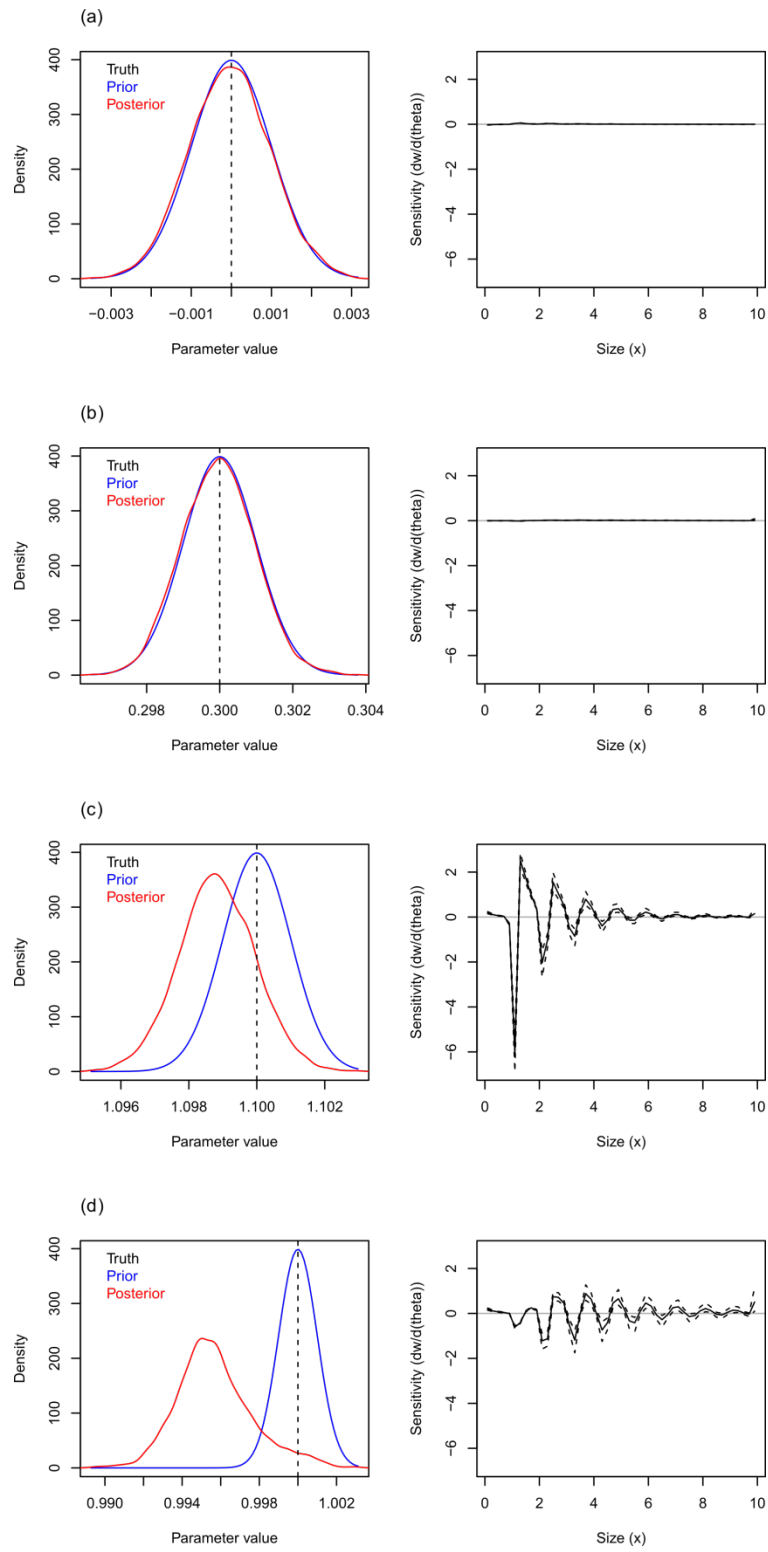 (a)
Truth
Prior
Posterior
Density
0 100 200 300 400
−0.003 −0.001 0.001 0.003
Parameter value
Sensitivity (dw/d(theta))
2 0 −2 −4 −6
0 2 4 6 8 10
Size (x)
(b)
Truth
Prior
Posterior
Density
0 100 200 300 400
0.298 0.300 0.302 0.304
Parameter value
Sensitivity (dw/d(theta))
2 0 −2 −4 −6
0 2 4 6 8 10
Size (x)
(c)
Truth
Prior
Posterior
Density
0 100 200 300 400
1.096 1.098 1.100 1.102
Parameter value
Sensitivity (dw/d(theta))
2 0 −2 −4 −6
0 2 4 6 8 10
Size (x)
(d)
Truth
Prior
Posterior
Density
0 100 200 300 400
0.990 0.994 0.998 1.002
Parameter value
Sensitivity (dw/d(theta))
2 0 −2 −4 −6
0 2 4 6 8 10
Size (x)